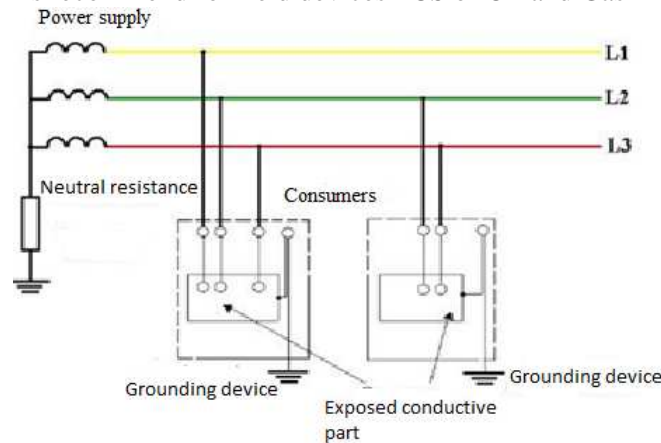 Power supply
L1
L2
L3
Neutral resistance
Consumers
Grounding device
Grounding device
Exposed conductive
part